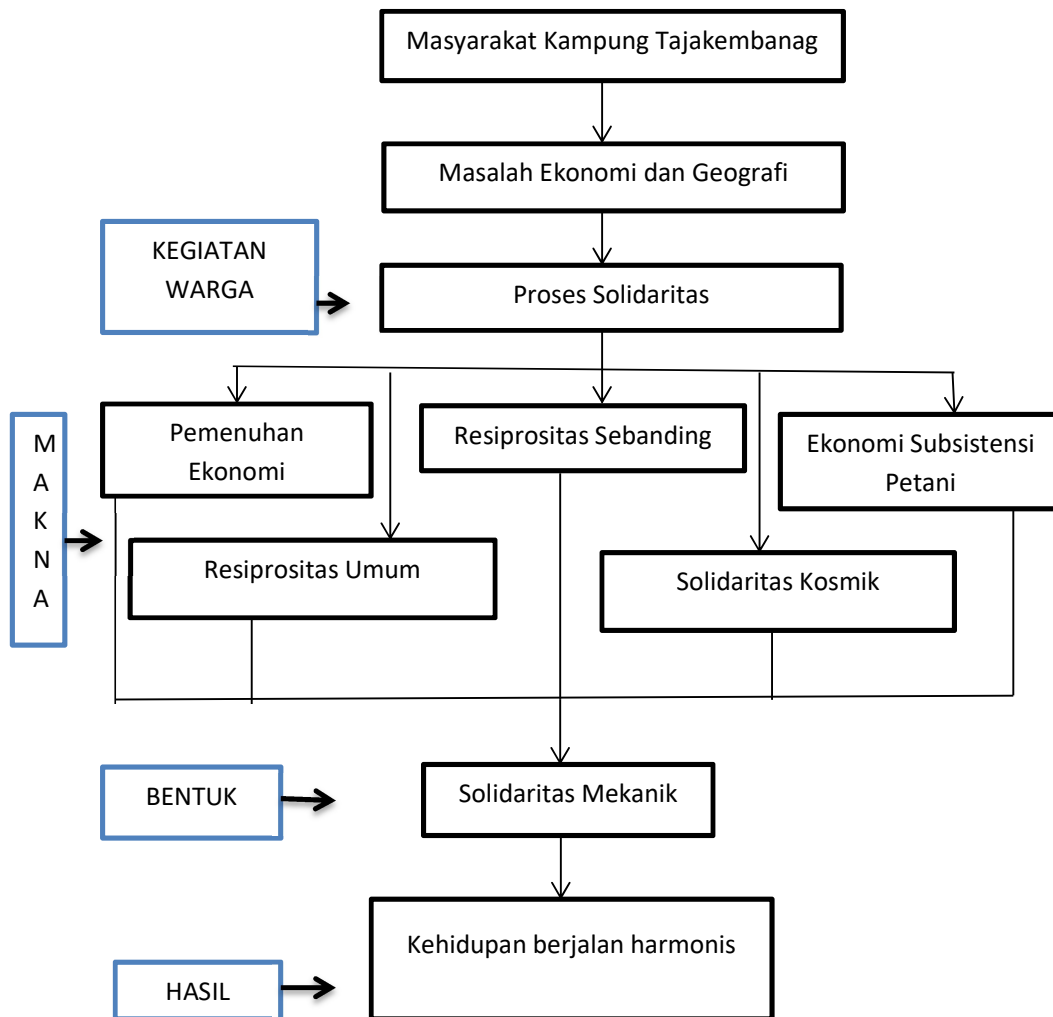 Masyarakat Kampung Tajakembanag
Masalah Ekonomi dan Geografi
KEGIATAN
WARGA
Proses Solidaritas
M
A
K
N
A
Pemenuhan
Ekonomi
Resiprositas Sebanding
Ekonomi Subsistensi
Petani
Resiprositas Umum
Solidaritas Kosmik
BENTUK
Solidaritas Mekanik
Kehidupan berjalan harmonis
HASIL